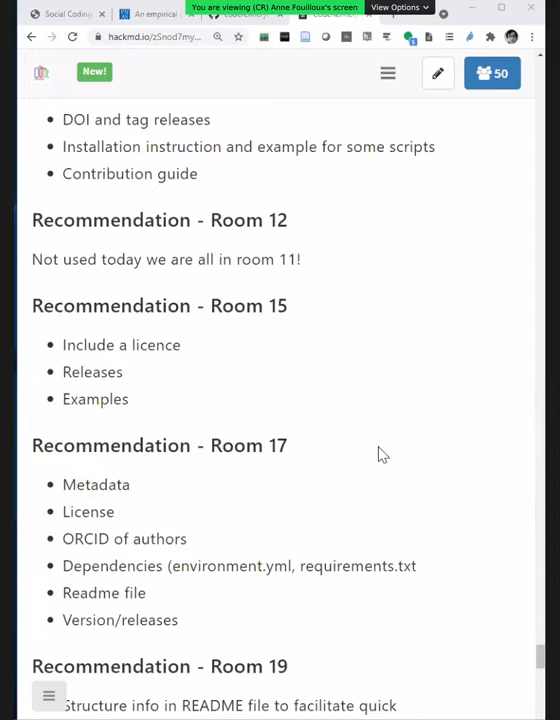 You are viewing (CR) Anne Fouilloux's screen
View Options
Social Coding
An empirical
hackmd.io/zSnod7my...
New!
50
DOI and tag releases
Installation instruction and example for some scripts
Contribution guide
Recommendation - Room 12
Not used today we are all in room 11!
Recommendation - Room 15
Include a licence
Releases
Examples
Recommendation - Room 17
Metadata
License
ORCID of authors
Dependencies (environment.yml, requirements.txt
Readme file
Version/releases
Recommendation - Room 19
Structure info in README file to facilitate quick